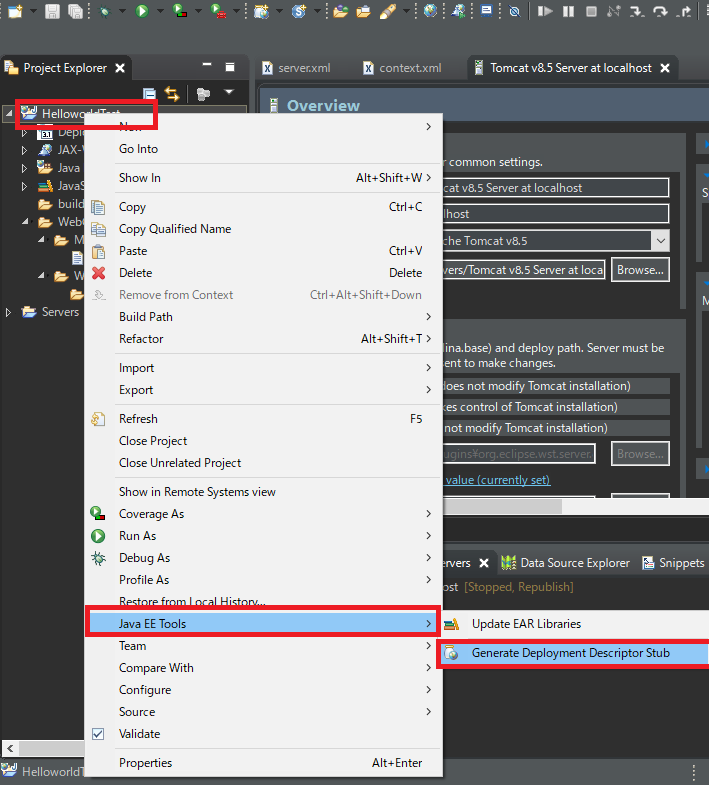 Project Explorer
server.xml
context.xml
Tomcat v8.5 Server at localhost
Overview
HelloworldTest
New
Go Into
Show In Alt+Shift+W
Copy Ctrl+C
Copy Qualified Name
Paste Ctrl+V
Delete Delete
Remove from Context Ctrl+Alt+Shift+Down
Build Path
Refactor Alt+Shift+T
Import
Export
Refresh F5
Close Project
Close Unrelated Project
Show in Remote Systems view
Coverage As
Run As
Debug As
Profile As
Restore from Local History...
Java EE Tools
Team
Compare With
Configure
Source
Validate
Properties Alt+Enter
Update EAR Libraries
Generate Deployment Descriptor Stub
Depl
JAX-W
Java
JavaS
build
Web
M
W
Servers
r common settings.
cat v8.5 Server at localhost
lhost
che Tomcat v8.5
vers/Tomcat v8.5 Server at loca
Browse...
lina.base) and deploy path. Server must be
ent to make changes.
does not modify Tomcat installation)
kes control of Tomcat installation)
not modify Tomcat installation)
lugins¥org.eclipse.wst.server.
Browse...
value (currently set)
ervers
Data Source Explorer
Snippets
ost [Stopped, Republish]
HelloworldT